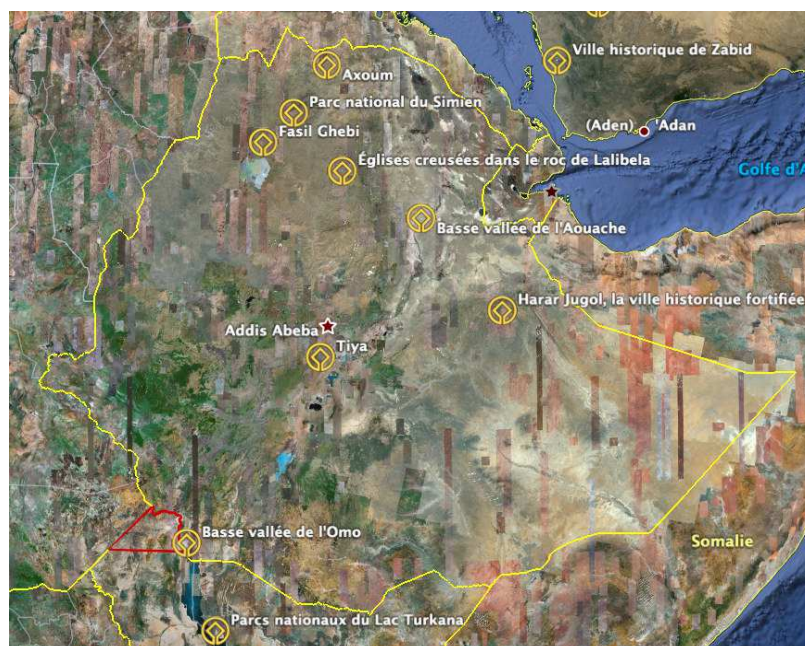 Ville historique de Zabid
Axoum
Parc national du Simien
(Aden) 'Adan
Fasil Ghebi
Églises creusées dans le roc de Lalibela
Golfe d'A
Basse vallée de l'Aouache
Harar Jugol, la ville historique fortifiée
Addis Abeba
Tiya
Basse vallée de l'Omo
Somalie
Parcs nationaux du Lac Turkana